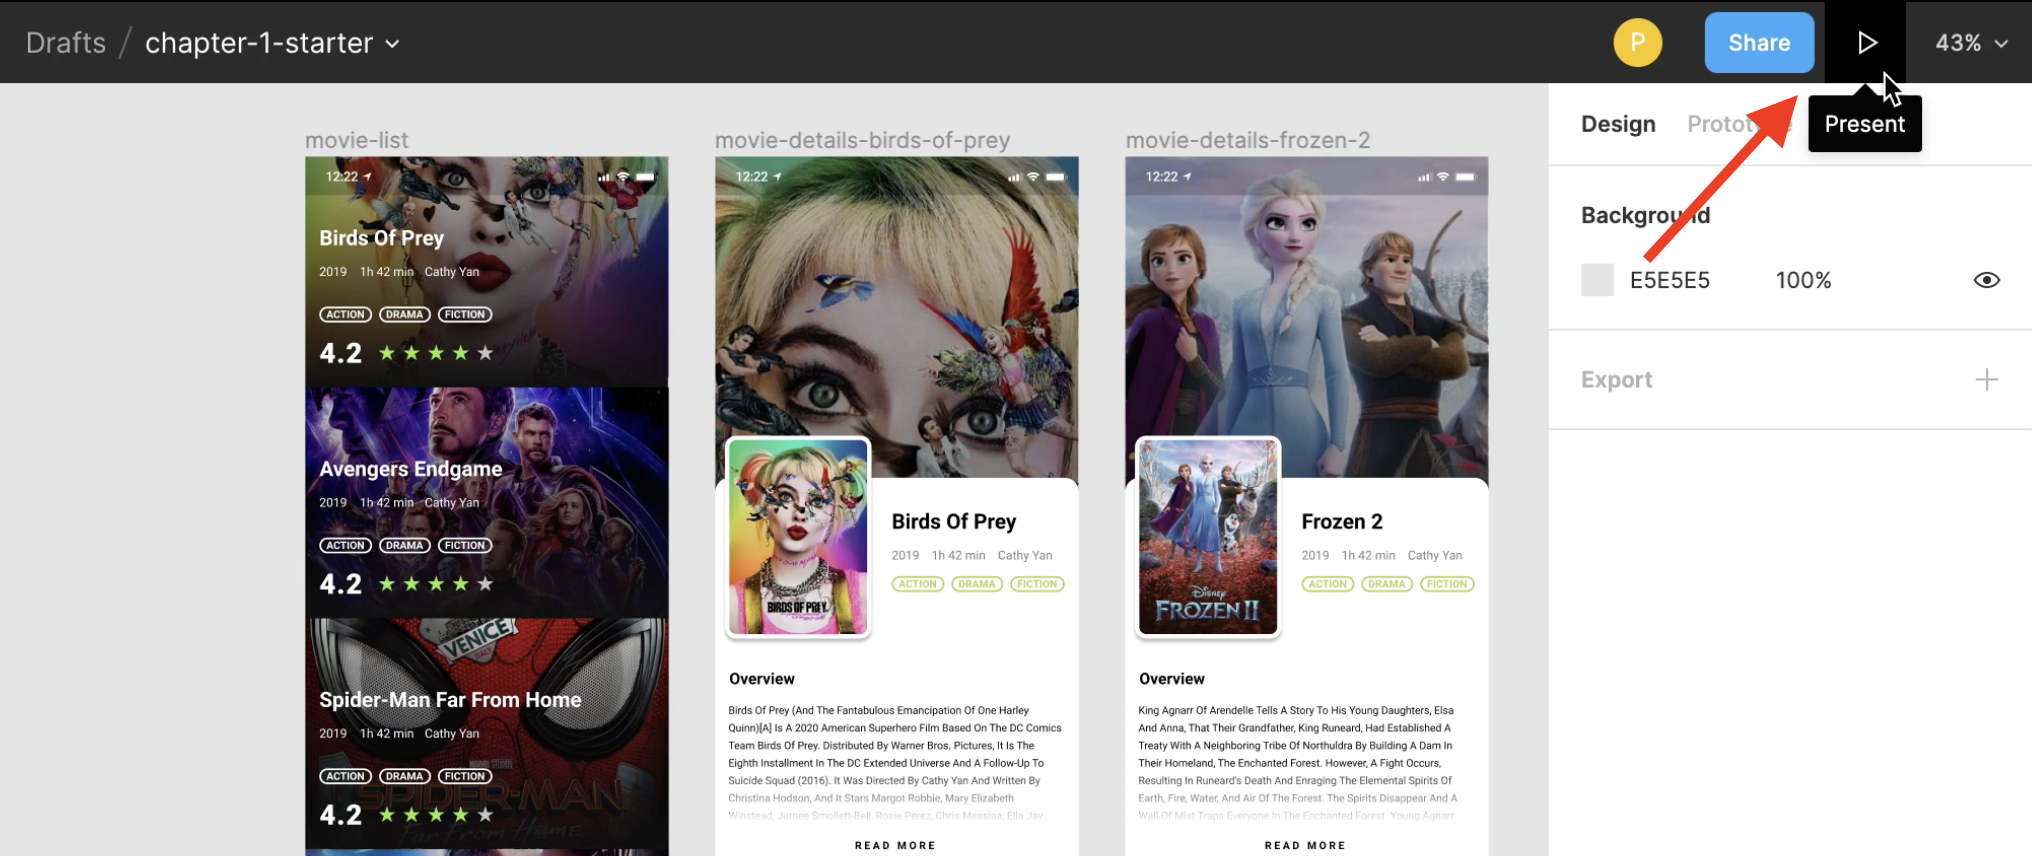 Drafts / chapter-1-starter
P
Share
43%
Present
Design
Background
E5E5E5 100%
Export
movie-list
12:22
Birds Of Prey
2019 1h 42 min Cathy Yan
ACTION DRAMA FICTION
4.2
Avengers Endgame
2019 1h 42 min Cathy Yan
ACTION DRAMA FICTION
4.2
VENICE
ITALY
Spider-Man Far From Home
2019 1h 42 min Cathy Yan
MARVEL STUDIOS
ACTION DRAMA FICTION
SPIDER-MAN
4.2
Far From Home
movie-details-birds-of-prey
12:22
BIRDS OF PREY
Birds Of Prey
2019 1h 42 min Cathy Yan
ACTION DRAMA FICTION
Overview
Birds Of Prey (And The Fantabulous Emancipation Of One Harley
Quinn)[A] Is A 2020 American Superhero Film Based On The DC Comics
Team Birds Of Prey. Distributed By Warner Bros. Pictures, It Is The
Eighth Installment In The DC Extended Universe And A Follow-Up To
Suicide Squad (2016). It Was Directed By Cathy Yan And Written By
Christina Hodson, And It Stars Margot Robbie, Mary Elizabeth
Winstead, Jurnee Smollett-Bell, Rosie Perez, Chris Messina, Ella Jay
READ MORE
movie-details-frozen-2
12:22
Disney
FROZEN II
Frozen 2
2019 1h 42 min Cathy Yan
ACTION DRAMA FICTION
Overview
King Agnarr Of Arendelle Tells A Story To His Young Daughters, Elsa
And Anna, That Their Grandfather, King Runeard, Had Established A
Treaty With A Neighboring Tribe Of Northuldra By Building A Dam In
Their Homeland, The Enchanted Forest. However, A Fight Occurs,
Resulting In Runeard's Death And Enraging The Elemental Spirits Of
Earth, Fire, Water, And Air Of The Forest. The Spirits Disappear And A
Wall Of Mist Traps Everyone In The Enchanted Forest. Young Agnarr
READ MORE